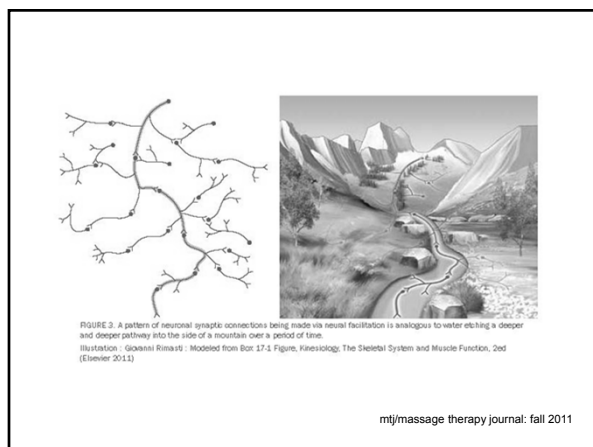 FIGURE 3. A pattern of neuronal synaptic connections being made via neural facilitation is analogous to water etching a deeper
and deeper pathway into the side of a mountain over a period of time.
Illustration : Giovanni Rimasti : Modeled from Box 17-1 Figure, Kinesiology, The Skeletal System and Muscle Function, 2ed
(Elsevier 2011)
mtj/massage therapy journal: fall 2011